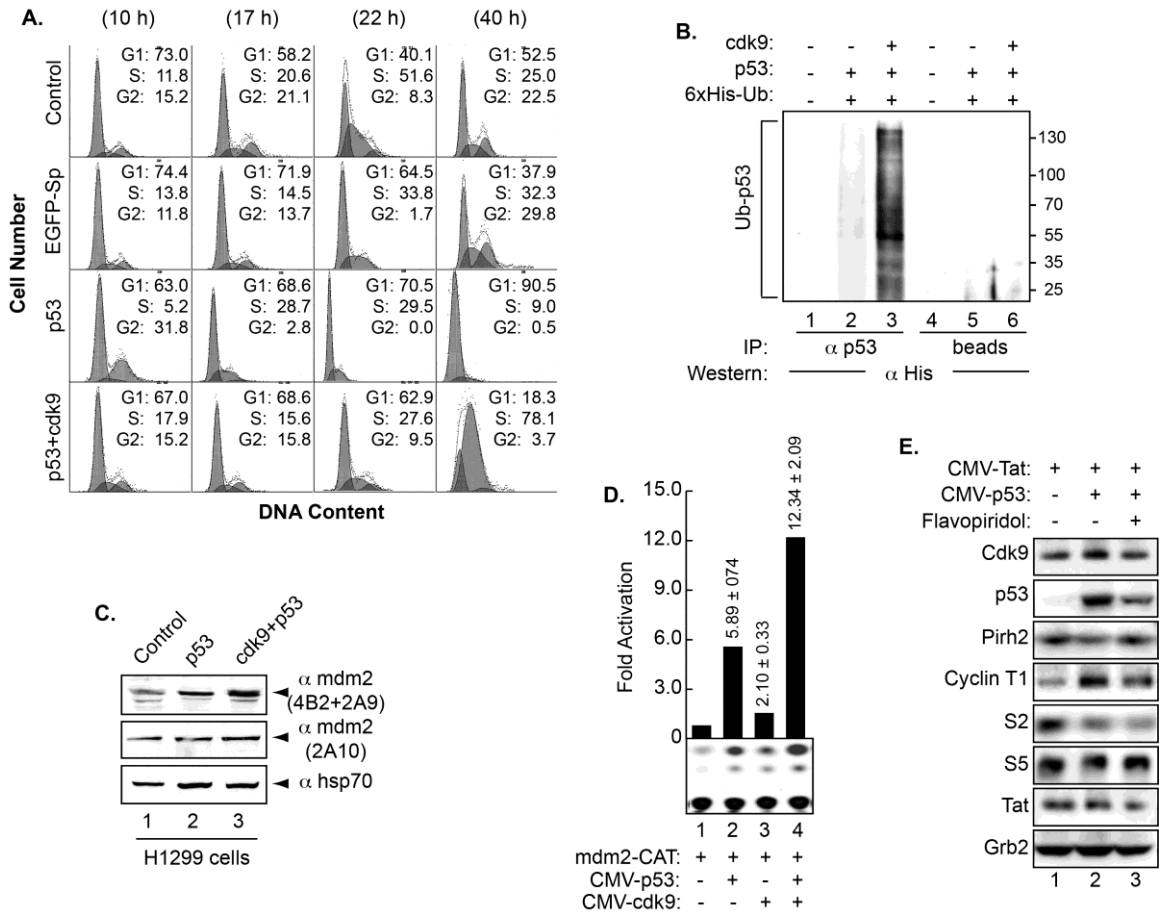 A.
(10 h) (17 h) (22 h) (40 h)
Cell Number
Control
G1: 73.0
S: 11.8
G2: 15.2
G1: 58.2
S: 20.6
G2: 21.1
G1: 40.1
S: 51.6
G2: 8.3
G1: 52.5
S: 25.0
G2: 22.5
EGFP-Sp
G1: 74.4
S: 13.8
G2: 11.8
G1: 71.9
S: 14.5
G2: 13.7
G1: 64.5
S: 33.8
G2: 1.7
G1: 37.9
S: 32.3
G2: 29.8
p53
G1: 63.0
S: 5.2
G2: 31.8
G1: 68.6
S: 28.7
G2: 2.8
G1: 70.5
S: 29.5
G2: 0.0
G1: 90.5
S: 9.0
G2: 0.5
p53+cdk9
G1: 67.0
S: 17.9
G2: 15.2
G1: 68.6
S: 15.6
G2: 15.8
G1: 62.9
S: 27.6
G2: 9.5
G1: 18.3
S: 78.1
G2: 3.7
DNA Content
B.
cdk9 - - + - - +
p53 - + + - + +
6xHis-Ub: - + + - + +
Ub-p53
130
100
70
55
35
25
1 2 3 4 5 6
IP: α p53 beads
Western: α His
C.
Control p53 cdk9+p53
α mdm2
(4B2+2A9)
α mdm2
(2A10)
α hsp70
1 2 3
H1299 cells
D.
Fold Activation
15.0
12.0
9.0
6.0
3.0
0
5.89 ± 074
2.10 ± 0.33
12.34 ± 2.09
1 2 3 4
mdm2-CAT: + + + +
CMV-p53: - + - +
CMV-cdk9: - - + +
E.
CMV-Tat: + + +
CMV-p53: - + +
Flavopiridol: - - +
Cdk9
p53
Pirh2
Cyclin T1
S2
S5
Tat
Grb2
1 2 3